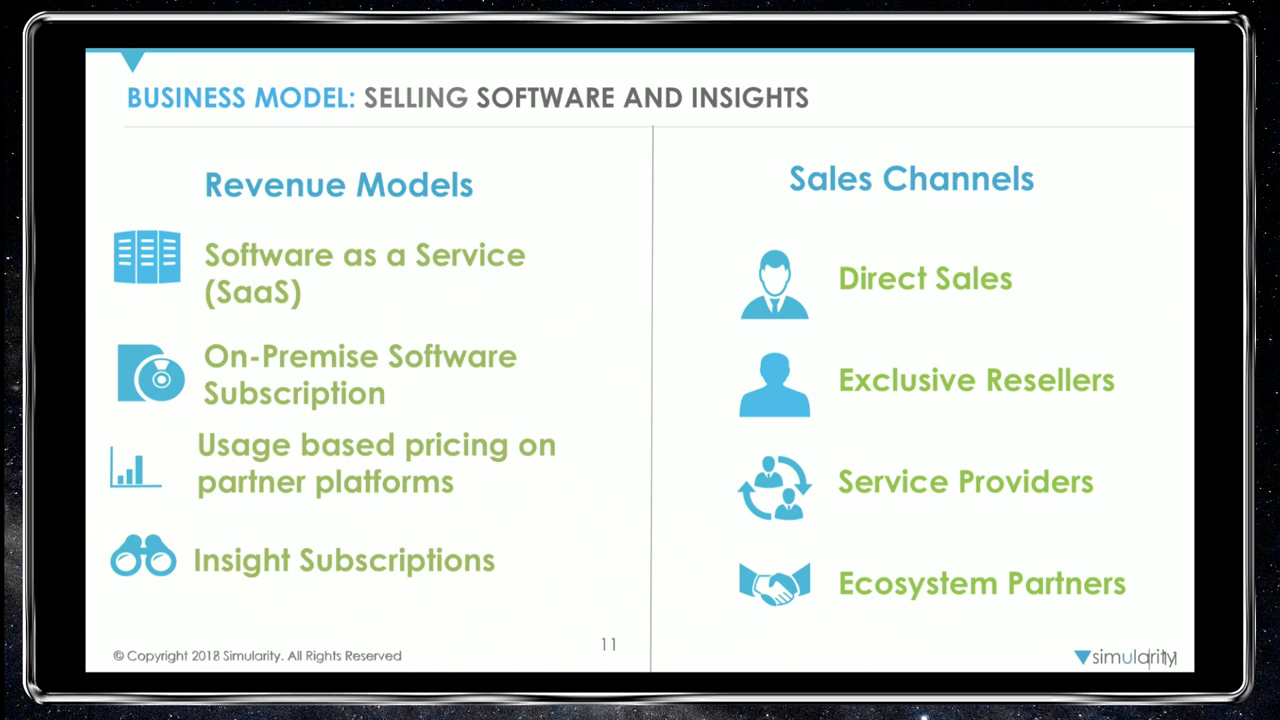 BUSINESS MODEL: SELLING SOFTWARE AND INSIGHTS
Revenue Models
Software as a Service
(SaaS)
On-Premise Software
Subscription
Usage based pricing on
partner platforms
Insight Subscriptions
Sales Channels
Direct Sales
Exclusive Resellers
Service Providers
Ecosystem Partners
11
© Copyright 2018 Simularity. All Rights Reserved
simularity